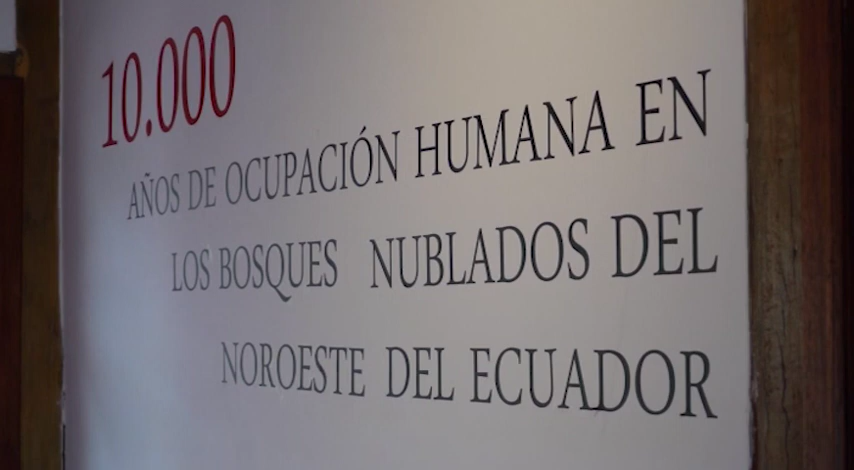 10.000
AÑOS DE OCUPACIÓN HUMANA EN
LOS BOSQUES NUBLADOS DEL
NOROESTE DEL ECUADOR